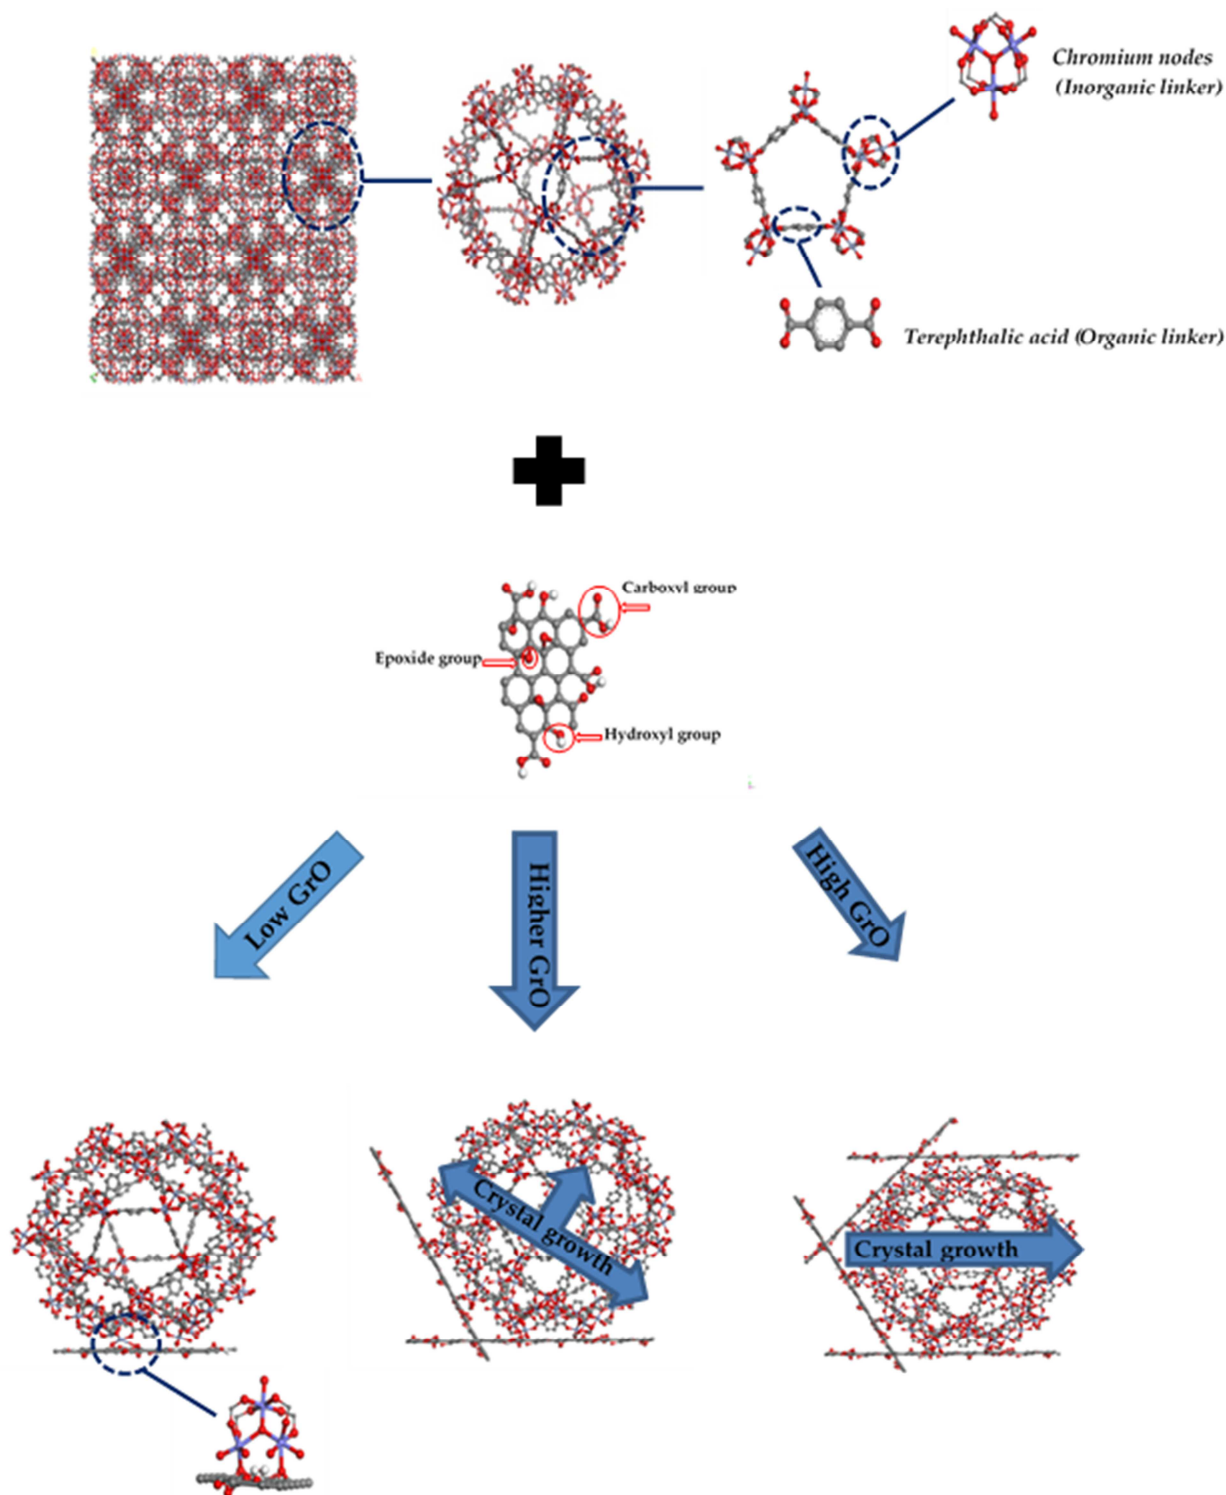 Chromium nodes
(Inorganic linker)
Terephthalic acid (Organic linker)
Carboxyl group
Epoxide group
Hydroxyl group
Low GrO
Higher GrO
High GrO
Crystal growth
Crystal growth